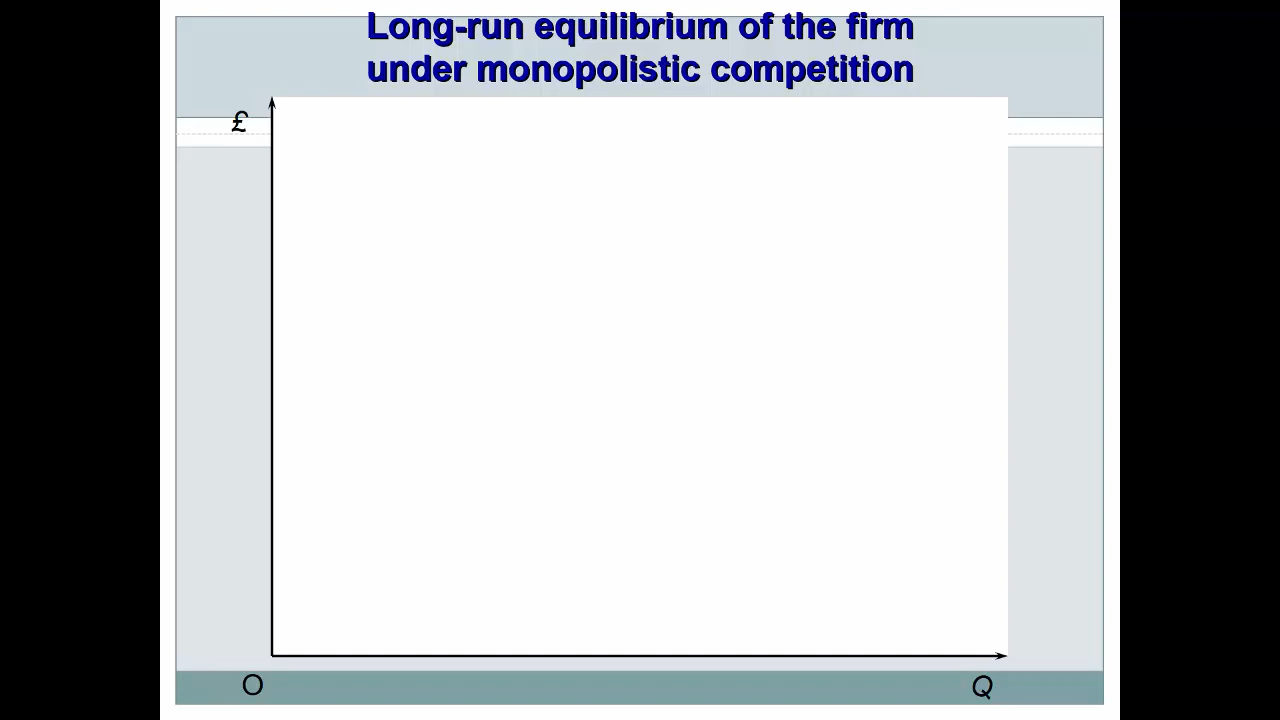 Long-run equilibrium of the firm
under monopolistic competition
£
O
Q